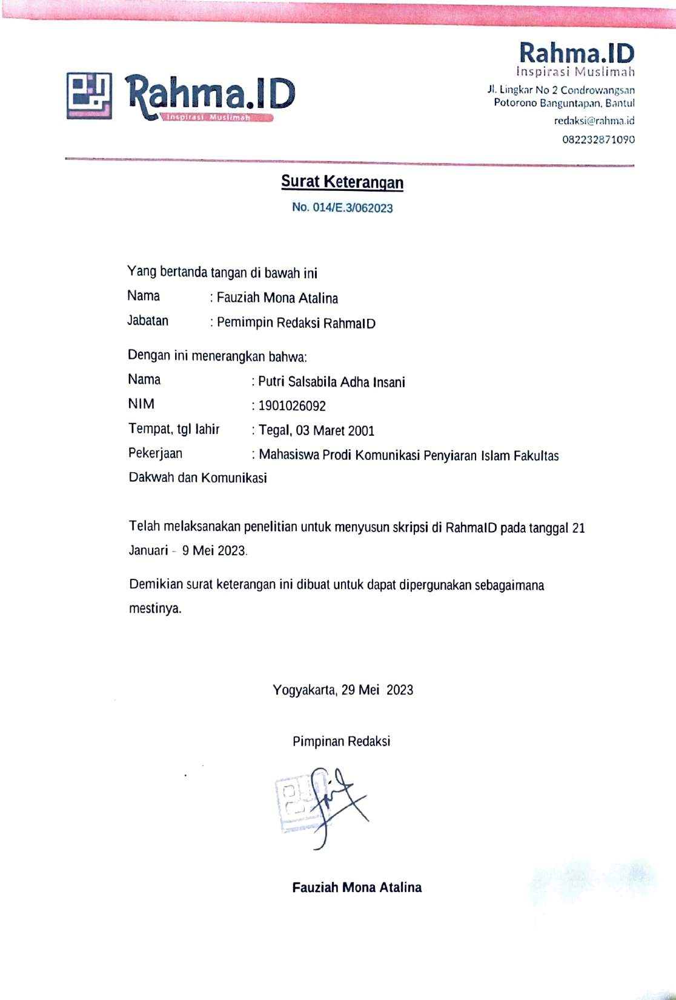 Rahma.ID
Inspirasi Muslimah
Rahma.ID
Inspirasi Muslimah
Jl. Lingkar No 2 Condrowangsan
Potorono Banguntapan, Bantul
redaksi@rahma.id
082232871090
Surat Keterangan
No. 014/E.3/062023
Yang bertanda tangan di bawah ini
Nama : Fauziah Mona Atalina
Jabatan : Pemimpin Redaksi RahmaID
Dengan ini menerangkan bahwa:
Nama : Putri Salsabila Adha Insani
NIM : 1901026092
Tempat, tgl lahir : Tegal, 03 Maret 2001
Pekerjaan : Mahasiswa Prodi Komunikasi Penyiaran Islam Fakultas
Dakwah dan Komunikasi
Telah melaksanakan penelitian untuk menyusun skripsi di RahmaID pada tanggal 21
Januari - 9 Mei 2023.
Demikian surat keterangan ini dibuat untuk dapat dipergunakan sebagaimana
mestinya.
Yogyakarta, 29 Mei 2023
Pimpinan Redaksi
Fauziah Mona Atalina